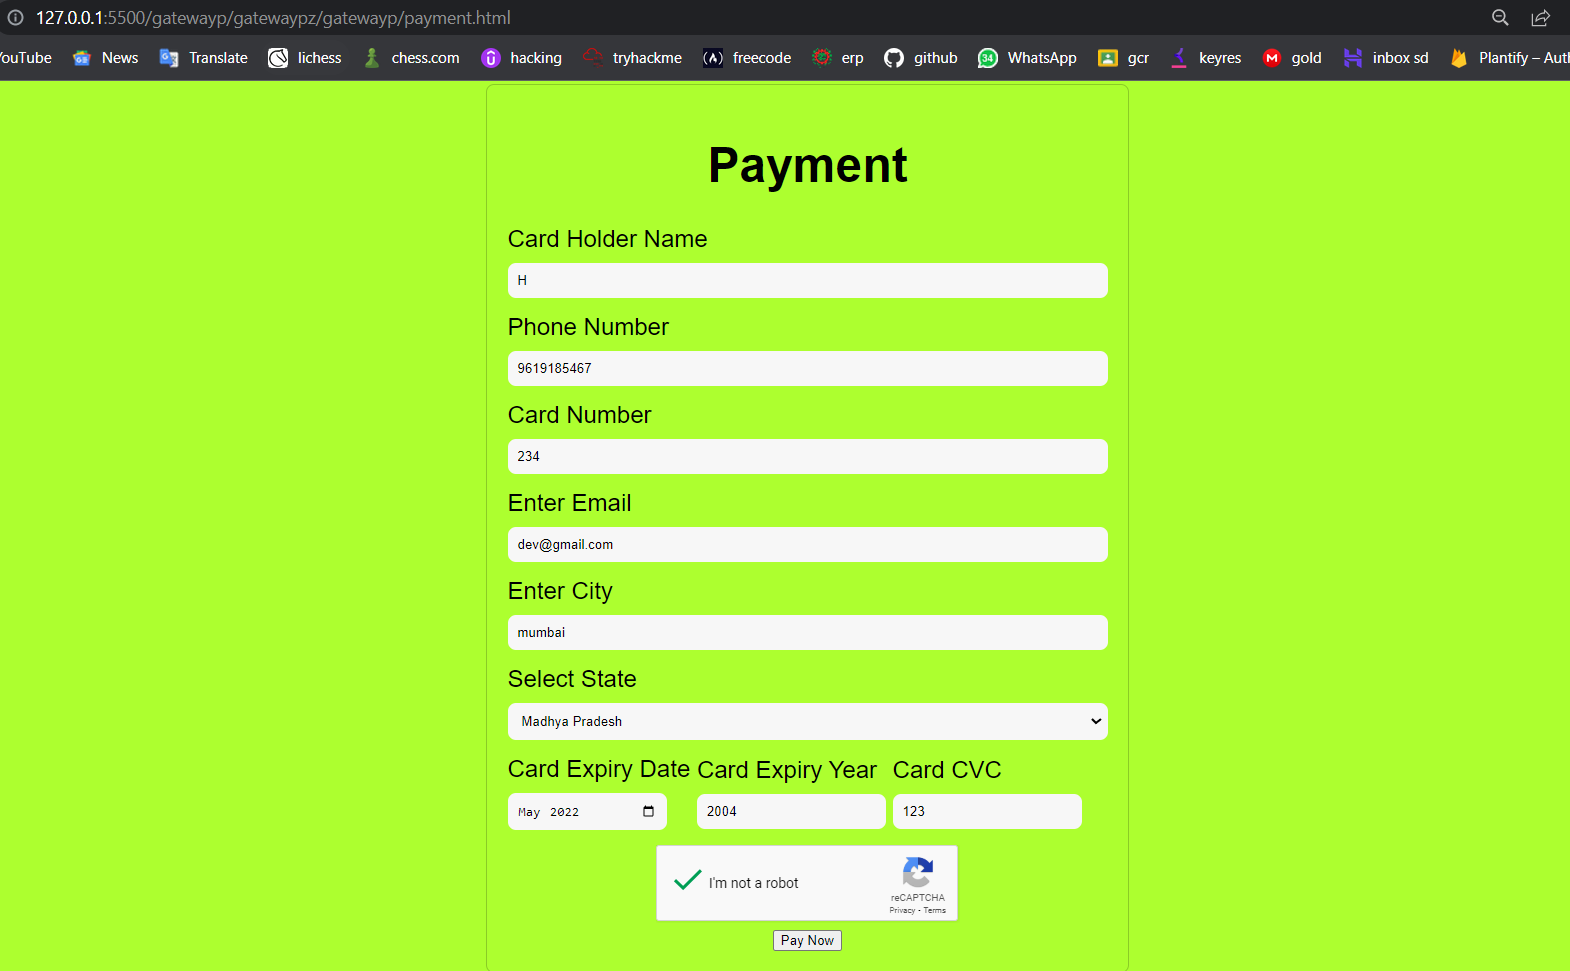 127.0.0.1:5500/gatewayp/gatewaypz/gatewayp/payment.html
YouTube News Translate lichess chess.com hacking tryhackme freecode erp github 34 WhatsApp gcr keyres M gold inbox sd Plantify – Auth
Payment
Card Holder Name
H
Phone Number
9619185467
Card Number
234
Enter Email
dev@gmail.com
Enter City
mumbai
Select State
Madhya Pradesh
Card Expiry Date Card Expiry Year Card CVC
May 2022 2004 123
I'm not a robot
reCAPTCHA
Privacy - Terms
Pay Now